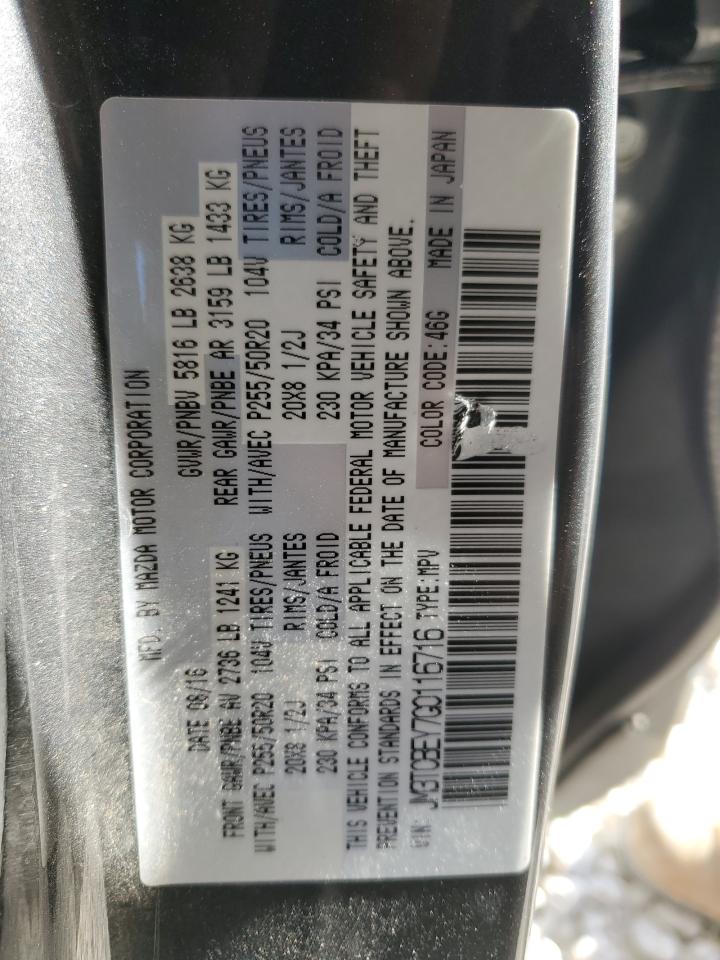 MFD. BY MAZDA MOTOR CORPORATION
DATE 08/16 GVWR/PNBV 5816 LB 2638 KG
FRONT GAWR/PNBE AV 2736 LB 1241 KG REAR GAWR/PNBE AR 3159 LB 1433 KG
WITH/AVEC P255/50R20 104V TIRES/PNEUS WITH/AVEC P255/50R20 104V TIRES/PNEUS
20X8 1/2J RIMS/JANTES 20X8 1/2J RIMS/JANTES
230 KPA/34 PSI COLD/A FROID 230 KPA/34 PSI COLD/A FROID
THIS VEHICLE CONFORMS TO ALL APPLICABLE FEDERAL MOTOR VEHICLE SAFETY AND THEFT
PREVENTION STANDARDS IN EFFECT ON THE DATE OF MANUFACTURE SHOWN ABOVE.
VIN: JM3TC9EY7G0116716 TYPE:MPV COLOR CODE:46G MADE IN JAPAN